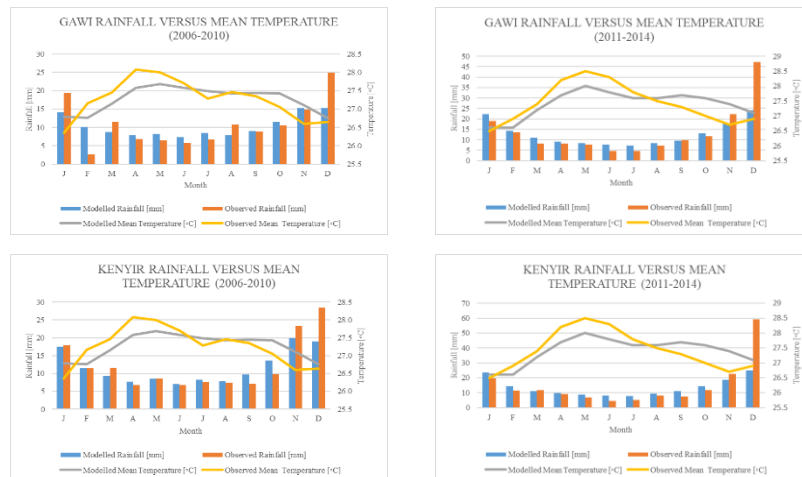 GAWI RAINFALL VERSUS MEAN TEMPERATURE
(2006-2010)
30
25
20
15
10
5
0
28.5
28.0
27.5
27.0
26.5
26.0
25.5
Rainfall [mm]
Temperature [◦C]
J F M A M J J A S O N D
Month
Modelled Rainfall [mm] Observed Rainfall [mm]
Modelled Mean Temperature [◦C] Observed Mean Temperature [◦C]
GAWI RAINFALL VERSUS MEAN TEMPERATURE
(2011-2014)
50
45
40
35
30
25
20
15
10
5
0
29
28.5
28
27.5
27
26.5
26
25.5
Rainfall [mm]
Temperature [◦C]
J F M A M J J A S O N D
Month
Modelled Rainfall [mm] Observed Rainfall [mm]
Modelled Mean Temperature [◦C] Observed Mean Temperature [◦C]
KENYIR RAINFALL VERSUS MEAN
TEMPERATURE (2006-2010)
30
25
20
15
10
5
0
28.5
28.0
27.5
27.0
26.5
26.0
25.5
Rainfall [mm]
Temperature [◦C]
J F M A M J J A S O N D
Month
Modelled Rainfall [mm] Observed Rainfall [mm]
Modelled Mean Temperature [◦C] Observed Mean Temperature [◦C]
KENYIR RAINFALL VERSUS MEAN
TEMPERATURE (2011-2014)
70
60
50
40
30
20
10
0
29
28.5
28
27.5
27
26.5
26
25.5
Rainfall [mm]
Temperature [◦C]
J F M A M J J A S O N D
Month
Modelled Rainfall [mm] Observed Rainfall [mm]
Modelled Mean Temperature [◦C] Observed Mean Temperature [◦C]